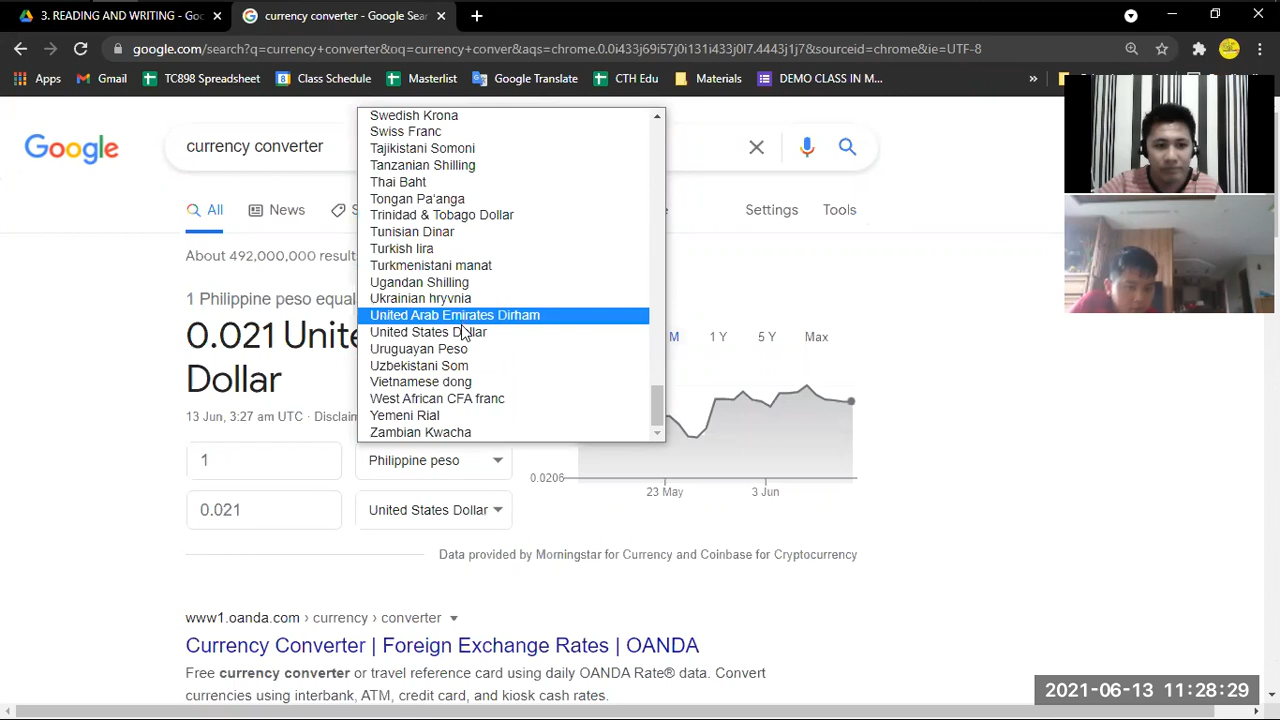 3. READING AND WRITING - Goo
currency converter - Google Sear
google.com/search?q=currency+converter&oq=currency+conver&aqs=chrome.0.0i433j69i57j0i131i433j0l7.4443j1j7&sourceid=chrome&ie=UTF-8
Apps Gmail TC898 Spreadsheet Class Schedule Masterlist Google Translate CTH Edu Materials DEMO CLASS IN M... »
Google
currency converter
All News Settings Tools
About 492,000,000 result
1 Philippine peso equa
0.021 Unite
Dollar
13 Jun, 3:27 am UTC · Disclai
Swedish Krona
Swiss Franc
Tajikistani Somoni
Tanzanian Shilling
Thai Baht
Tongan Paʻanga
Trinidad & Tobago Dollar
Tunisian Dinar
Turkish lira
Turkmenistani manat
Ugandan Shilling
Ukrainian hryvnia
United Arab Emirates Dirham
United States Dollar
Uruguayan Peso
Uzbekistani Som
Vietnamese dong
West African CFA franc
Yemeni Rial
Zambian Kwacha
M 1Y 5Y Max
0.0206
23 May 3 Jun
1 Philippine peso
0.021 United States Dollar
Data provided by Morningstar for Currency and Coinbase for Cryptocurrency
www1.oanda.com › currency › converter
Currency Converter | Foreign Exchange Rates | OANDA
Free currency converter or travel reference card using daily OANDA Rate® data. Convert
currencies using interbank, ATM, credit card, and kiosk cash rates.
2021-06-13 11:28:29